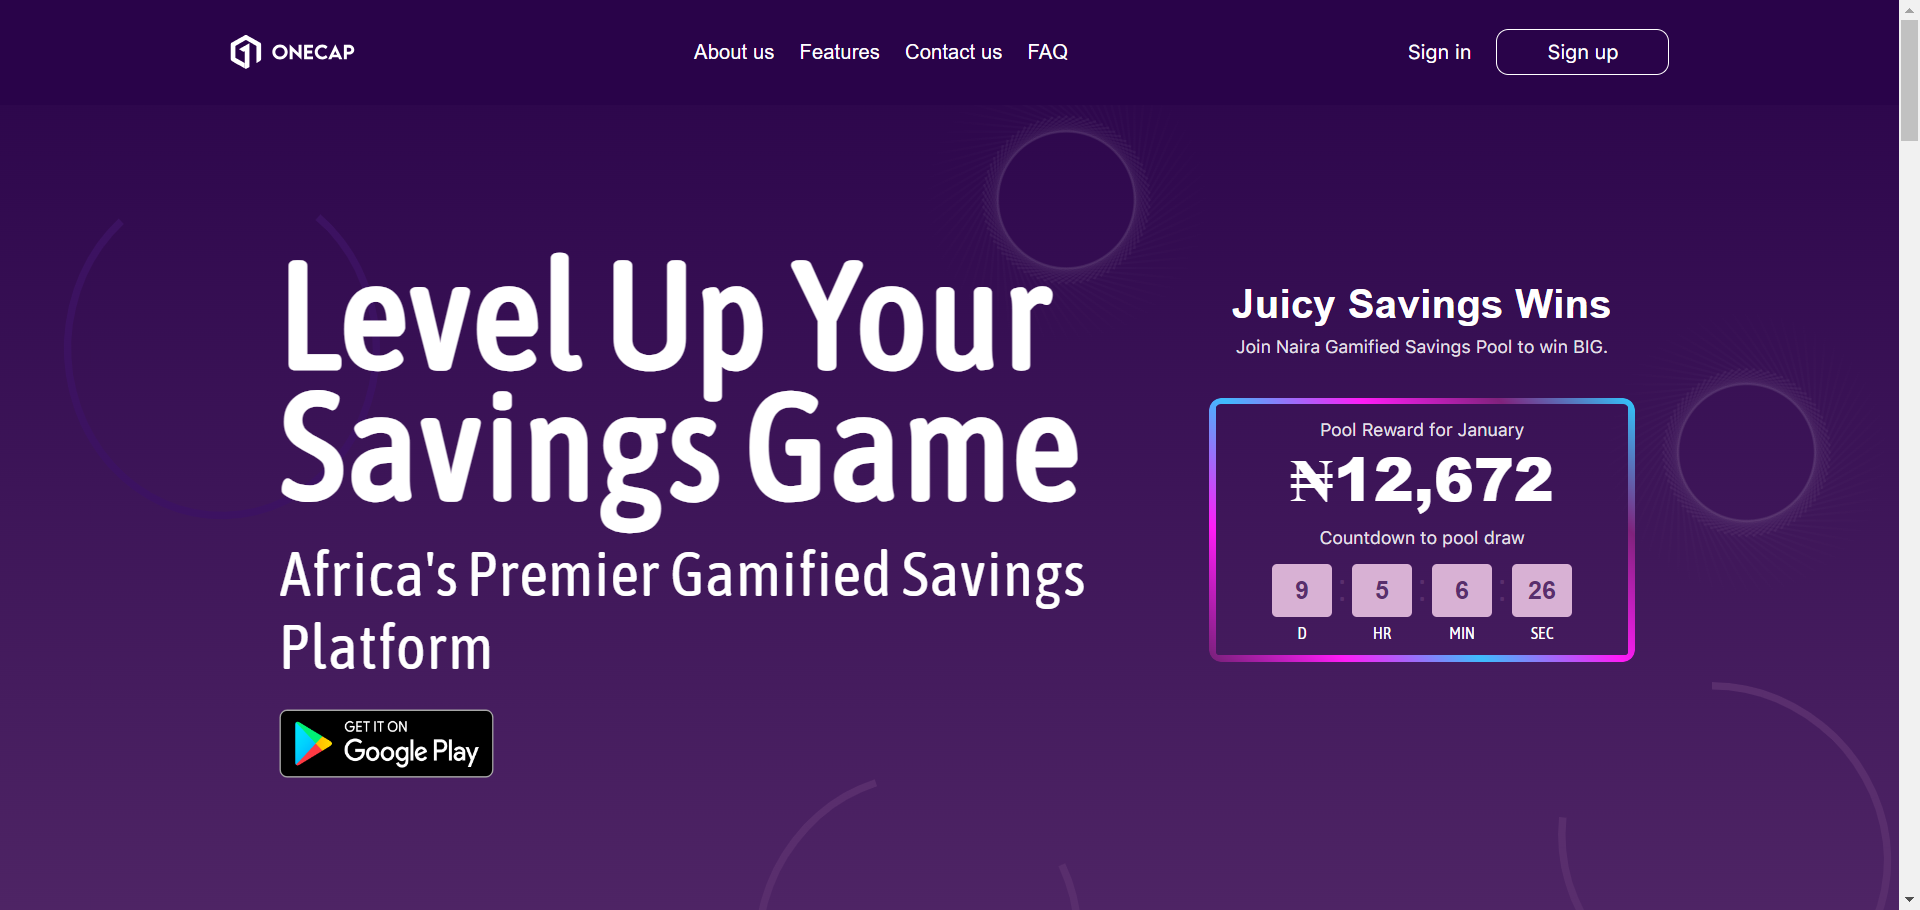 ONECAP
About us Features Contact us FAQ
Sign in Sign up
Level Up Your
Savings Game
Africa's Premier Gamified Savings
Platform
GET IT ON
Google Play
Juicy Savings Wins
Join Naira Gamified Savings Pool to win BIG.
Pool Reward for January
₦12,672
Countdown to pool draw
9 : 5 : 6 : 26
D HR MIN SEC